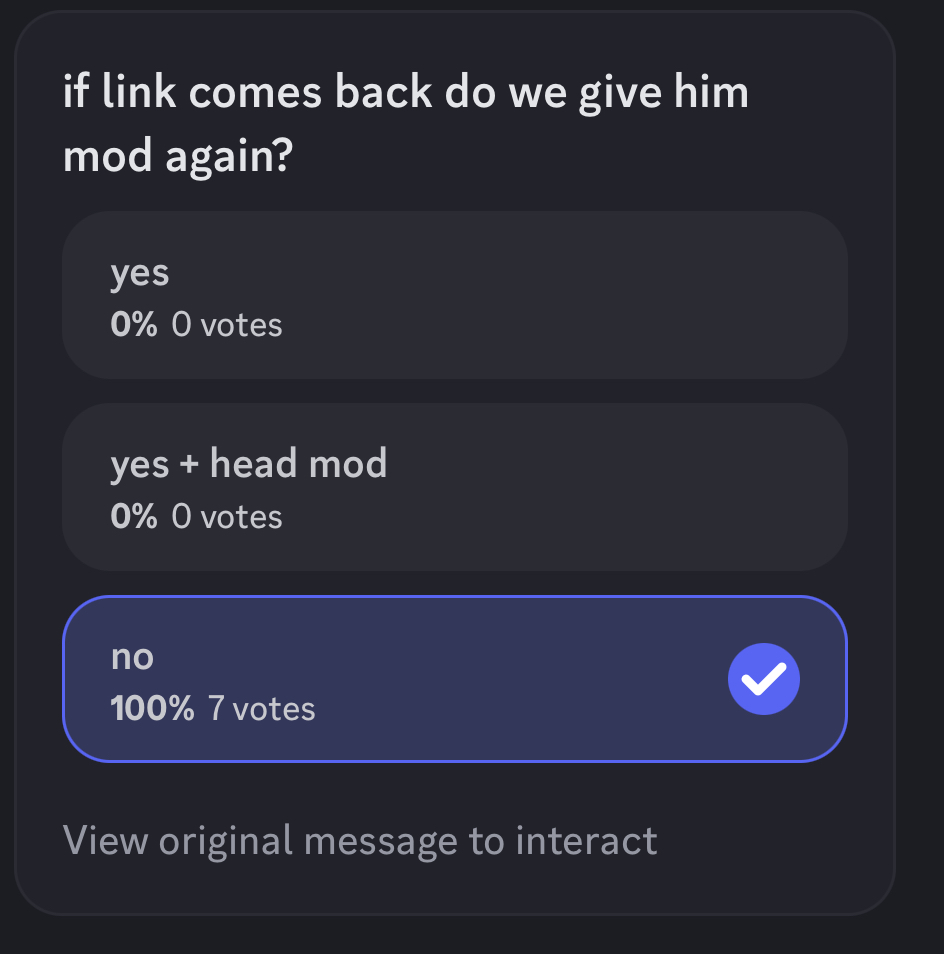 if link comes back do we give him
mod again?
yes
0% 0 votes
yes + head mod
0% 0 votes
no
100% 7 votes
View original message to interact